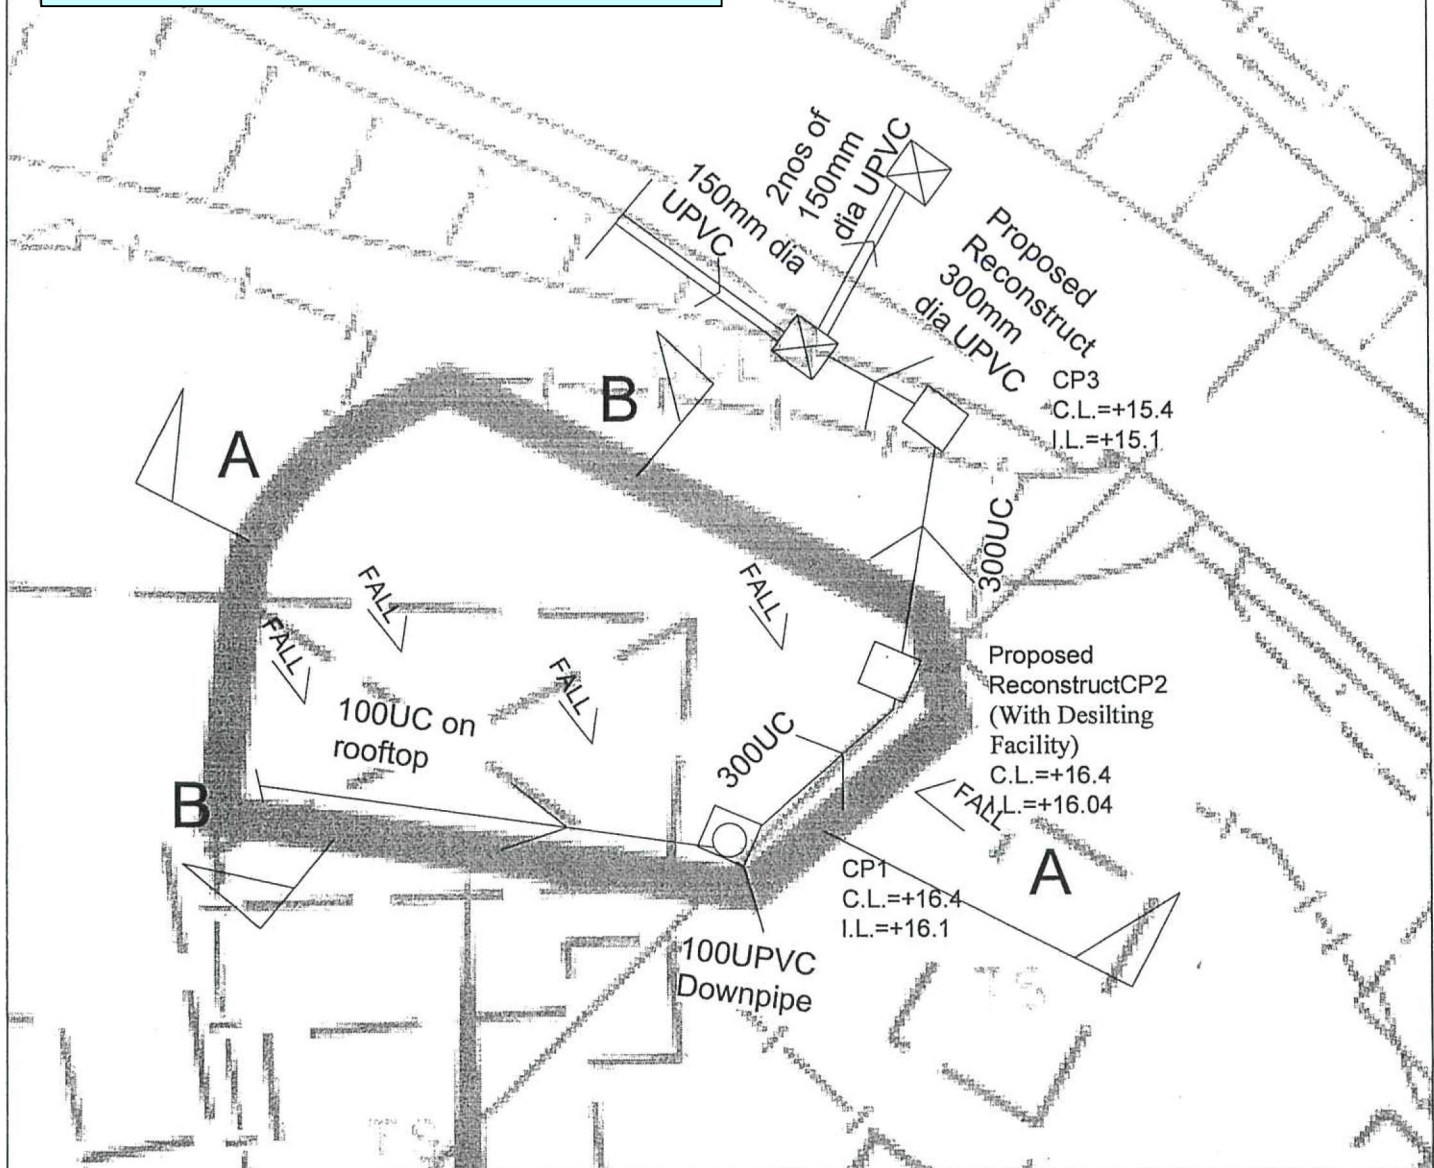 2nos of
150mm
dia UPVC
150mm dia
UPVC
Proposed
Reconstruct
300mm
dia UPVC
CP3
C.L.=+15.4
I.L.=+15.1
B
A
300UC
FALL
FALL
FALL
FALL
Proposed
ReconstructCP2
(With Desilting
Facility)
C.L.=+16.4
I.L.=+16.04
100UC on
rooftop
300UC
B
FALL
A
CP1
C.L.=+16.4
I.L.=+16.1
100UPVC
Downpipe
TS
TS